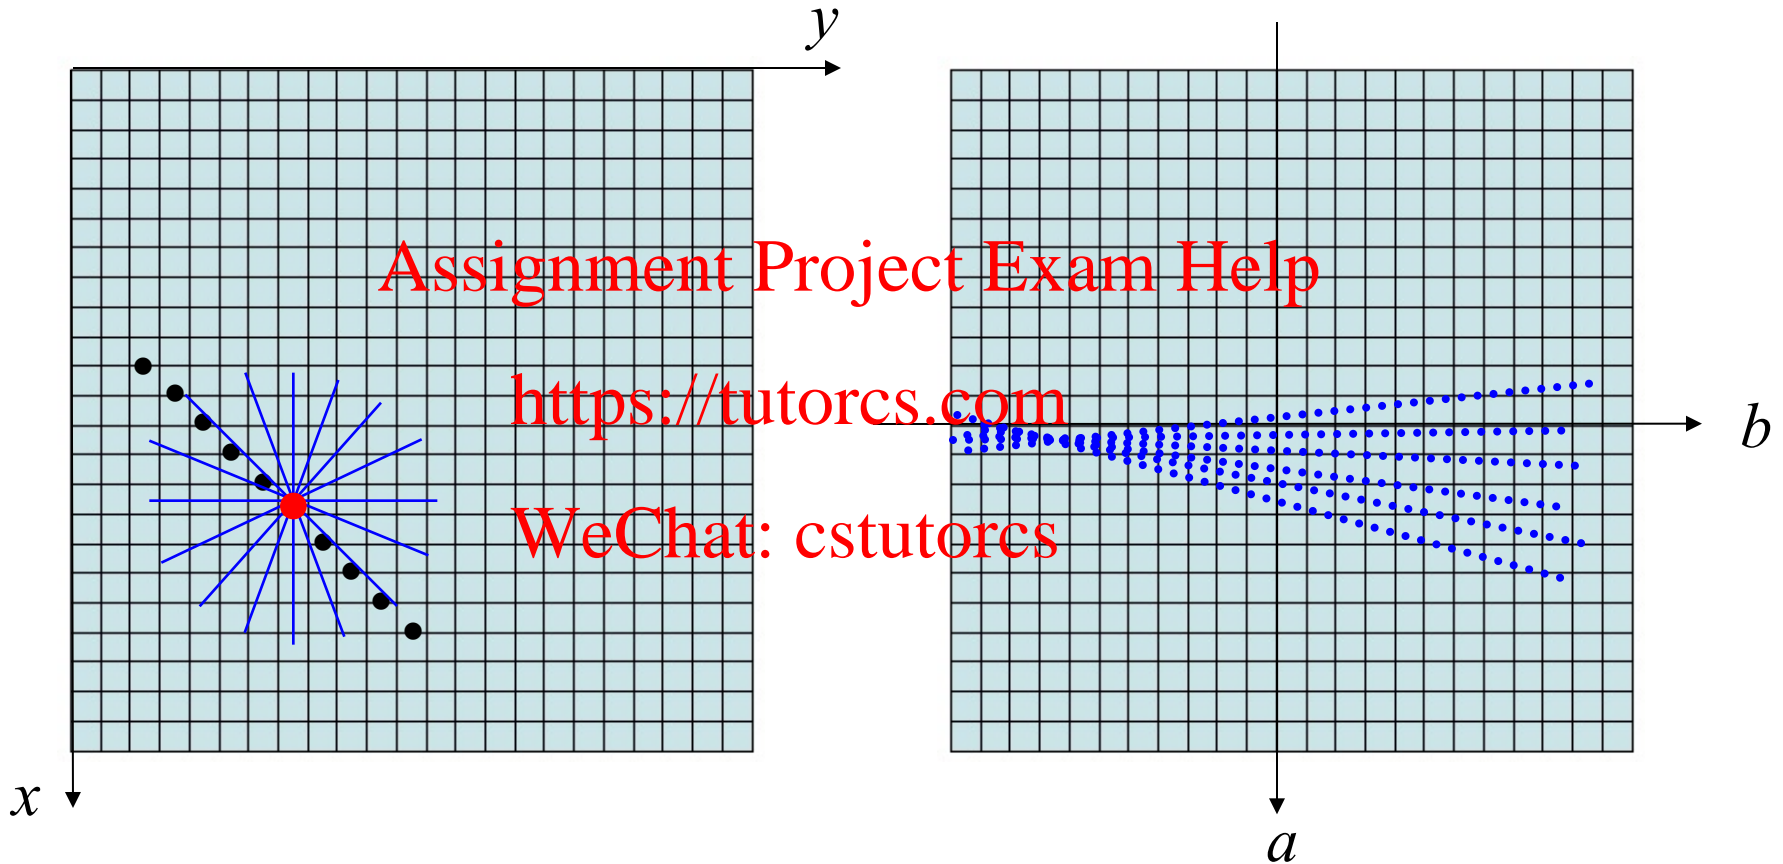 y
Assignment Project Exam Help
https://tutorcs.com
b
WeChat: cstutorcs
x
a